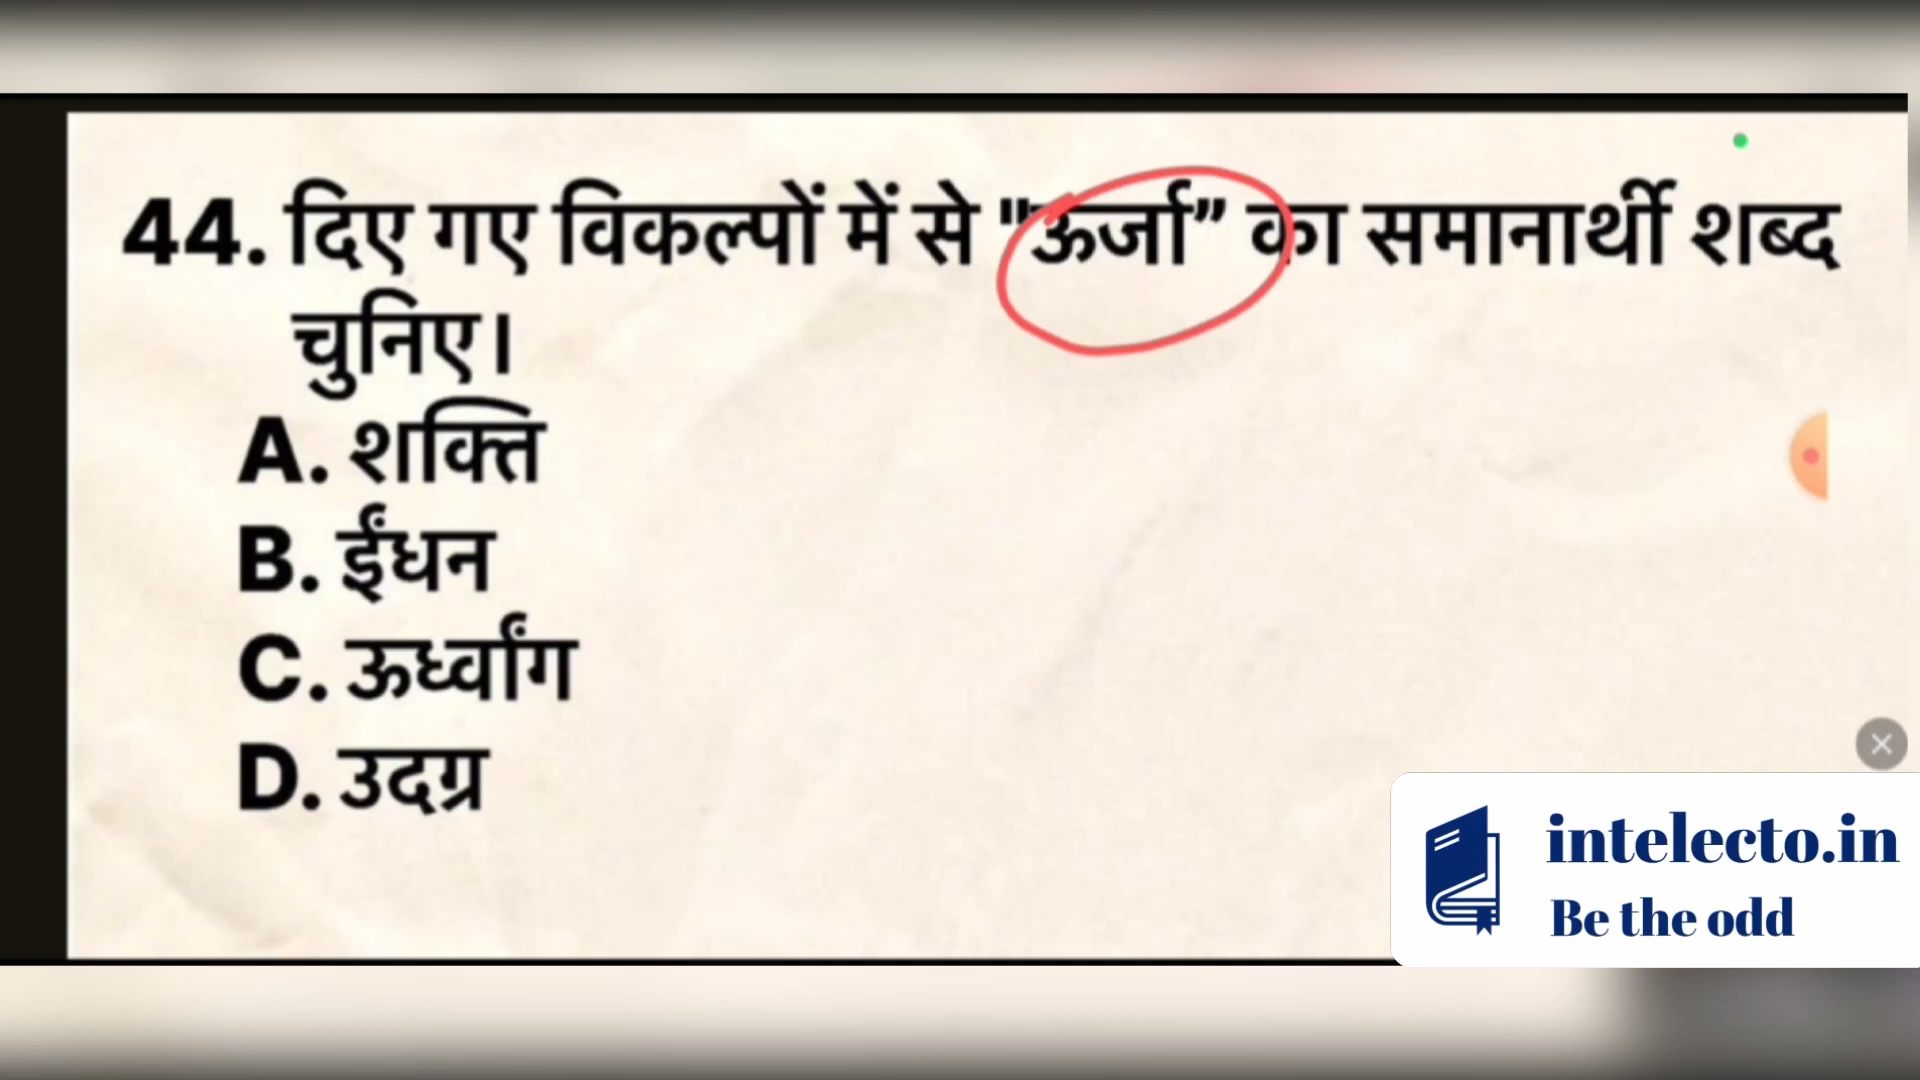 44. दिए गए विकल्पों में से "ऊर्जा” का समानार्थी शब्द
चुनिए।
A. शक्ति
B. ईंधन
C. ऊर्ध्वांग
D. उदग्र
intelecto.in
Be the odd